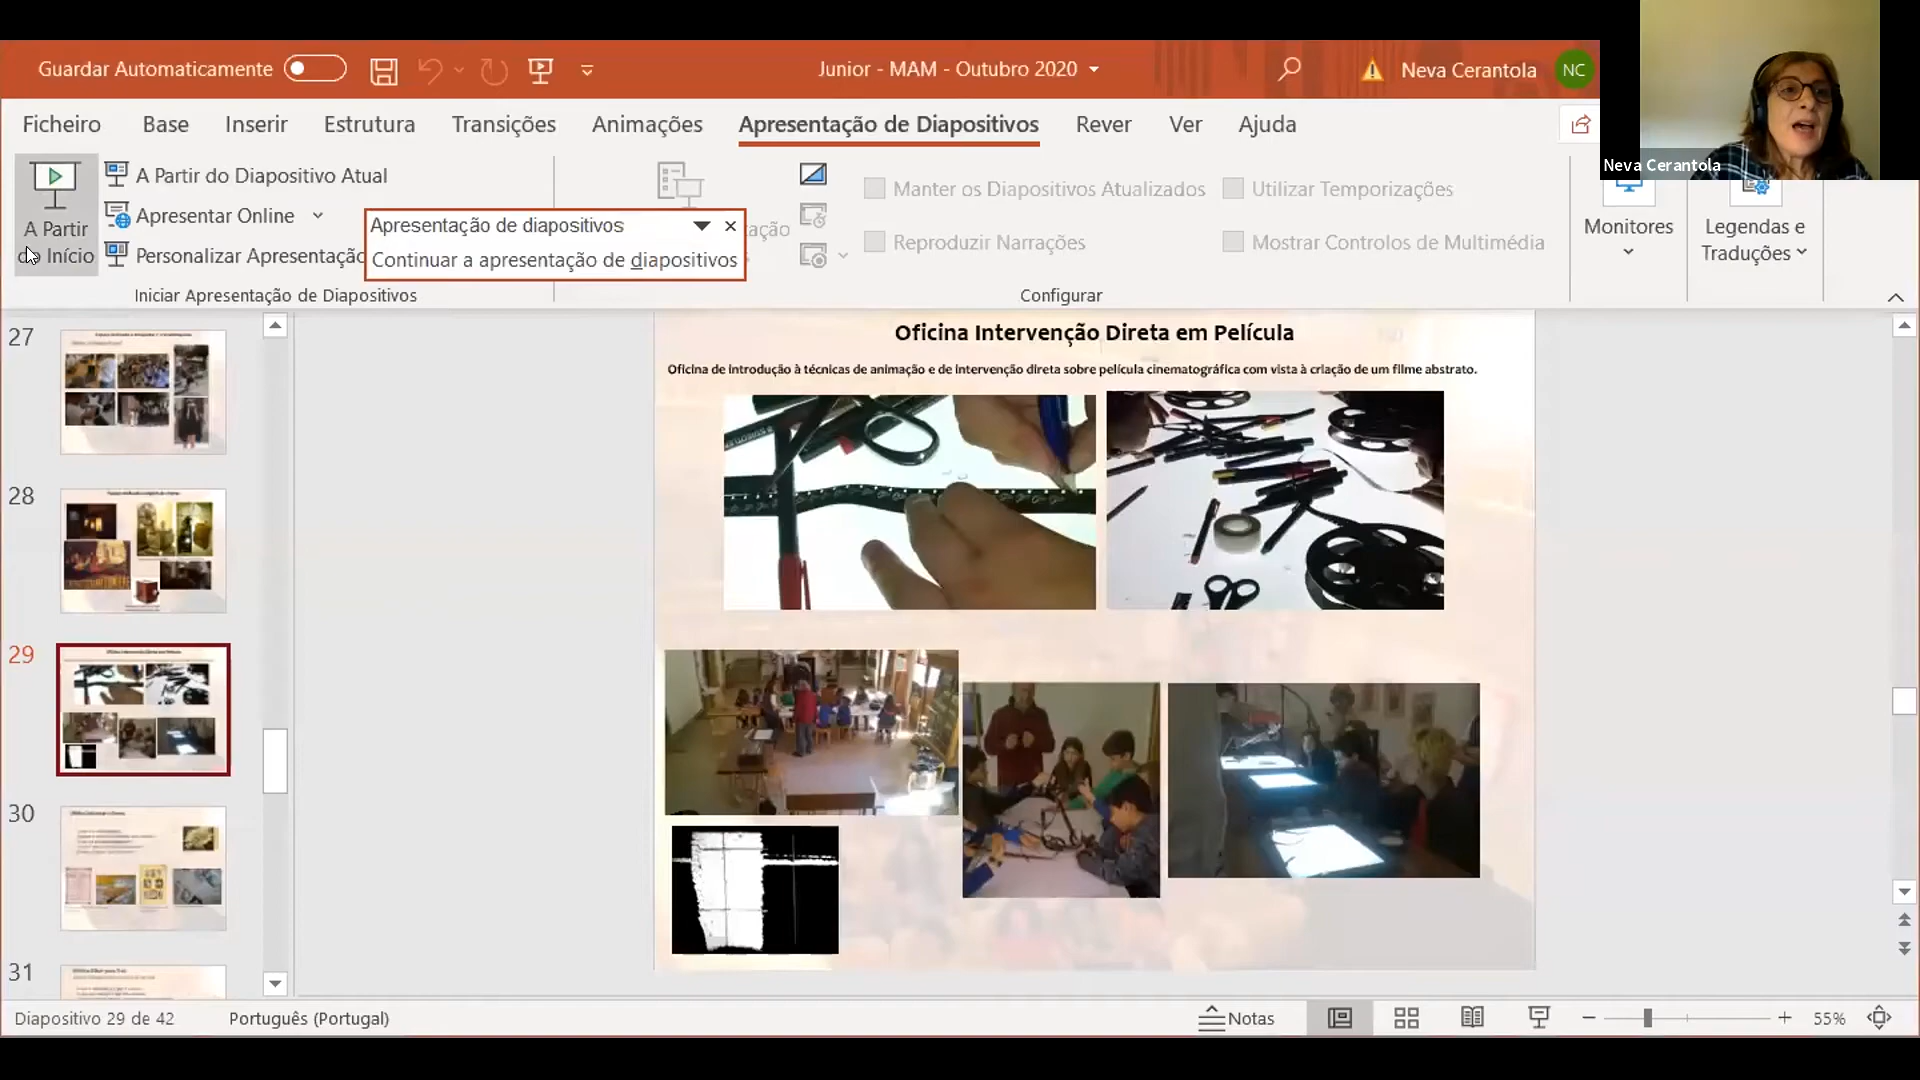 Guardar Automaticamente
Junior - MAM - Outubro 2020
Neva Cerantola
NC
Neva Cerantola
Ficheiro
Base
Inserir
Estrutura
Transições
Animações
Apresentação de Diapositivos
Rever
Ver
Ajuda
A Partir
Início
A Partir do Diapositivo Atual
Apresentar Online
Personalizar Apresentação
Iniciar Apresentação de Diapositivos
Apresentação de diapositivos
Continuar a apresentação de diapositivos
Manter os Diapositivos Atualizados
Reproduzir Narrações
Utilizar Temporizações
Mostrar Controlos de Multimédia
Configurar
Monitores
Legendas e
Traduções
27
28
29
30
31
Oficina Intervenção Direta em Película
Oficina de introdução à técnicas de animação e de intervenção direta sobre película cinematográfica com vista à criação de um filme abstrato.
Diapositivo 29 de 42
Português (Portugal)
Notas
55%